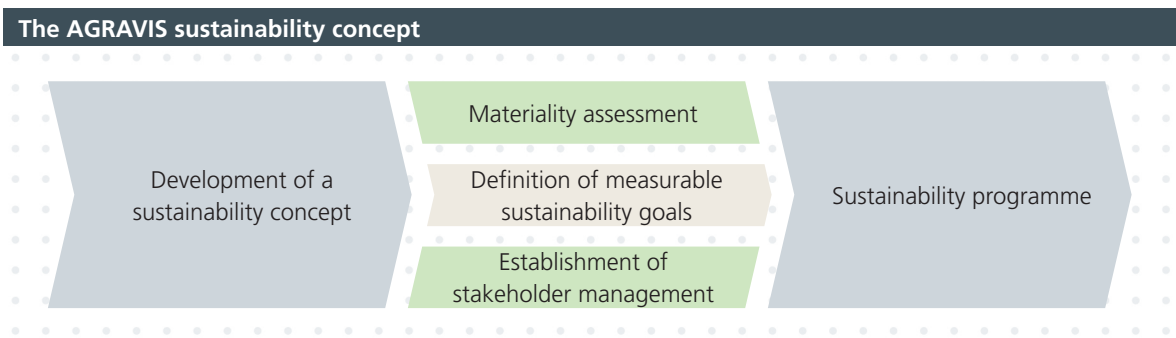 The AGRAVIS sustainability concept
Development of a
sustainability concept
Materiality assessment
Definition of measurable
sustainability goals
Establishment of
stakeholder management
Sustainability programme